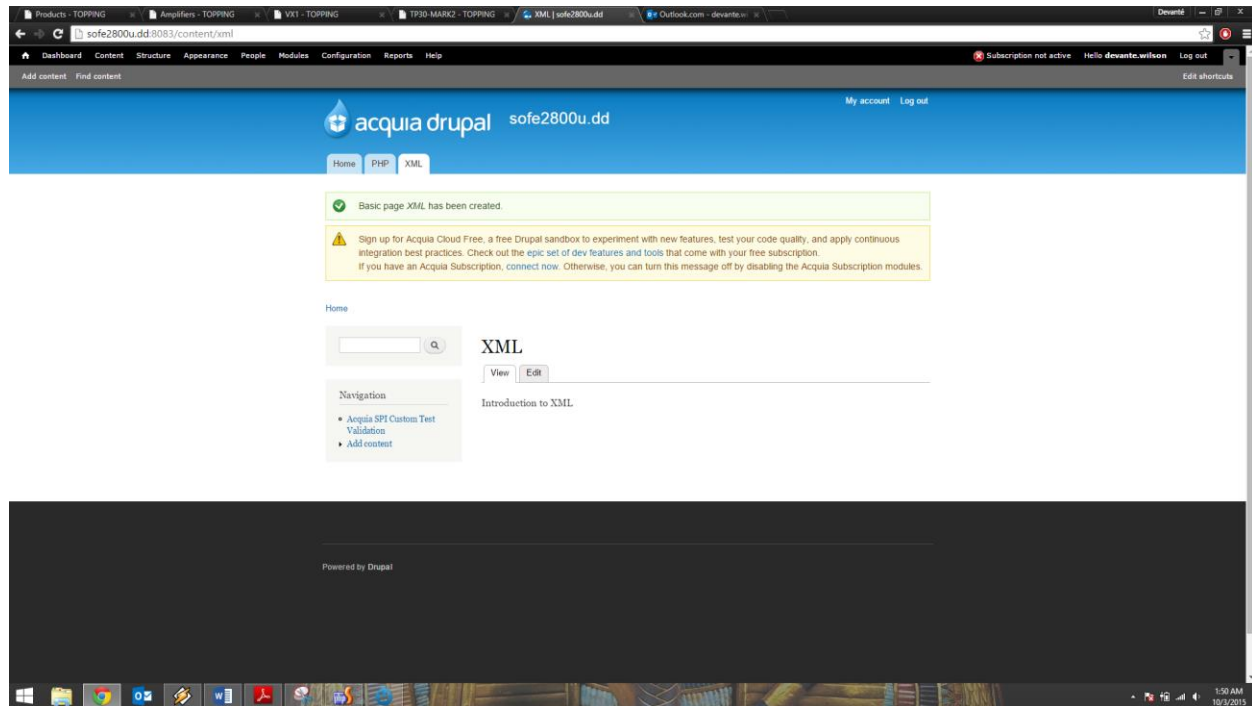 Products - TOPPING
Amplifiers - TOPPING
VX1 - TOPPING
TP30-MARK2 - TOPPING
XML | sofe2800u.dd
Outlook.com - devante.wi
Devanté
sofe2800u.dd:8083/content/xml
Dashboard Content Structure Appearance People Modules Configuration Reports Help
Subscription not active Hello devante.wilson Log out
Add content Find content
Edit shortcuts
My account Log out
acquia drupal sofe2800u.dd
Home PHP XML
Basic page XML has been created.
Sign up for Acquia Cloud Free, a free Drupal sandbox to experiment with new features, test your code quality, and apply continuous
integration best practices. Check out the epic set of dev features and tools that come with your free subscription.
If you have an Acquia Subscription, connect now. Otherwise, you can turn this message off by disabling the Acquia Subscription modules.
Home
XML
View Edit
Introduction to XML
Navigation
Acquia SPI Custom Test
Validation
Add content
Powered by Drupal
1:50 AM
10/3/2015